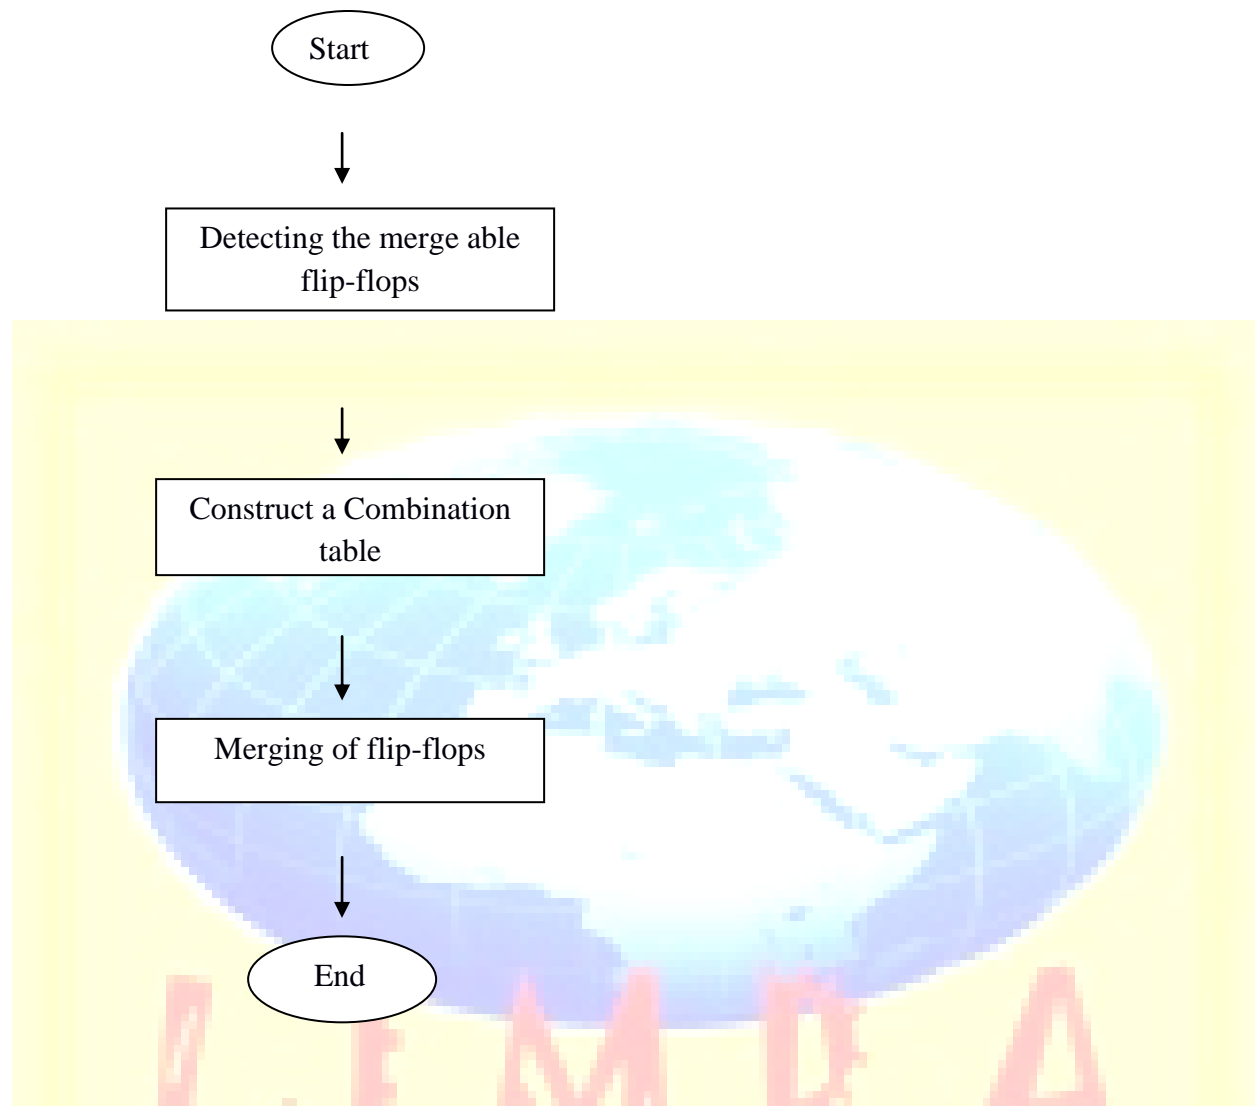 Start
Detecting the merge able
flip-flops
Construct a Combination
table
Merging of flip-flops
End